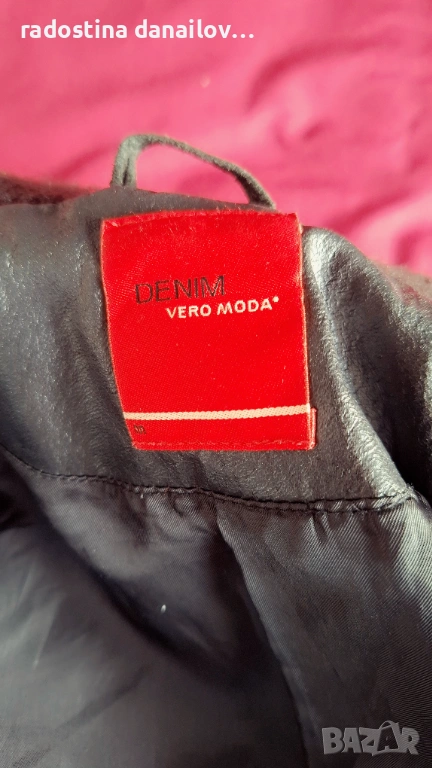 radostina danailov...
DENIM
VERO MODA
BAZAR